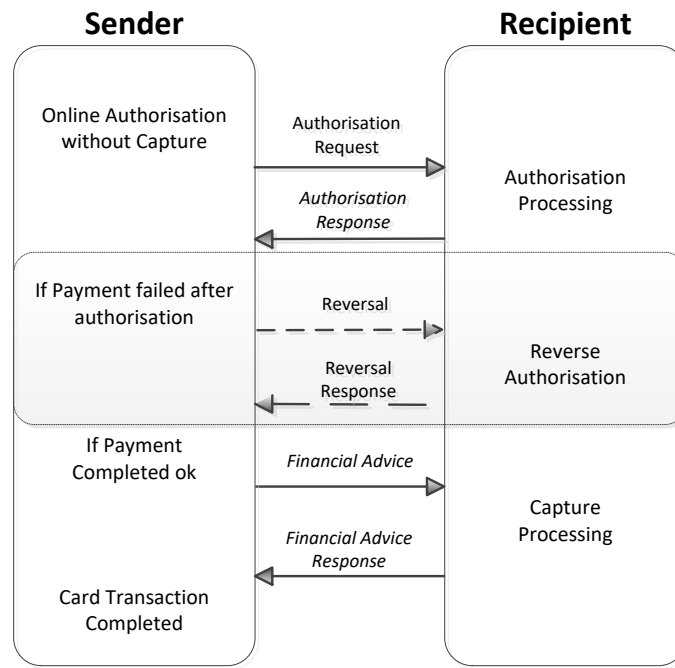 Sender
Recipient
Online Authorisation
without Capture
Authorisation
Request
Authorisation
Processing
Authorisation
Response
If Payment failed after
authorisation
Reversal
Reverse
Authorisation
Reversal
Response
If Payment
Completed ok
Financial Advice
Capture
Processing
Financial Advice
Response
Card Transaction
Completed